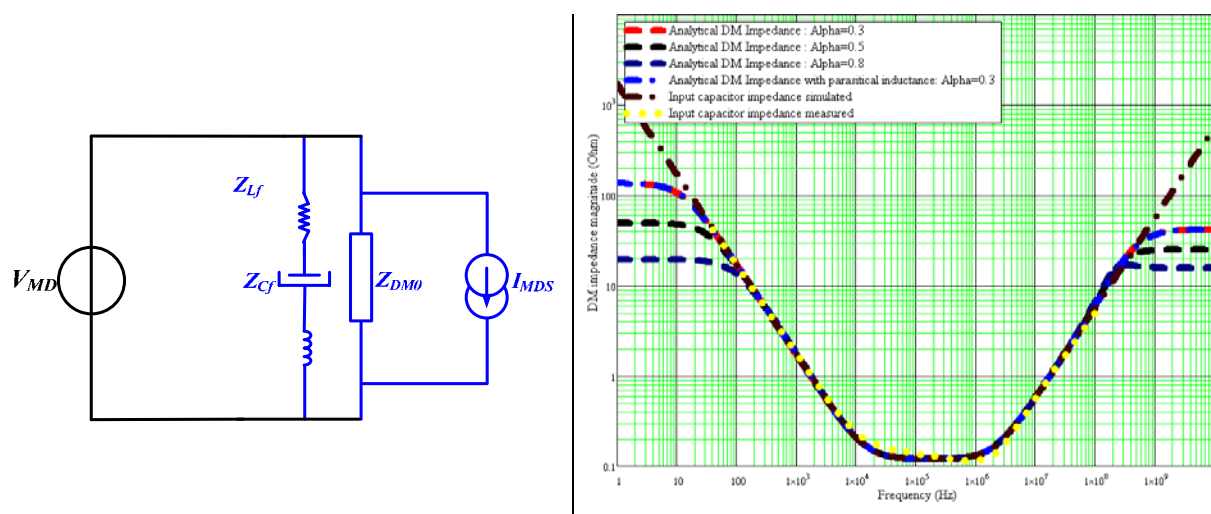 Z_Lf
Z_Cf
Z_DM0
V_MD
I_MDS
Analytical DM Impedance : Alpha=0.3
Analytical DM Impedance : Alpha=0.5
Analytical DM Impedance : Alpha=0.8
Analytical DM Impedance with parasitical inductance: Alpha=0.3
Input capacitor impedance simulated
Input capacitor impedance measured
DM impedance magnitude (Ohm)
10³
100
10
1
0.1
1 10 100 1×10³ 1×10⁴ 1×10⁵ 1×10⁶ 1×10⁷ 1×10⁸ 1×10⁹
Frequency (Hz)